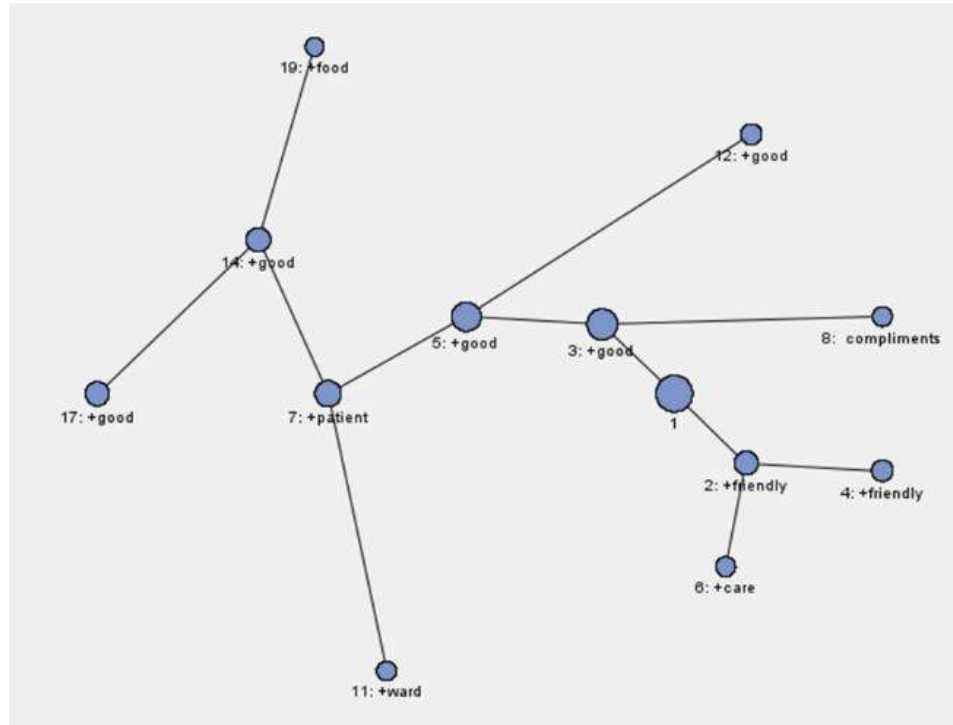 19: +food
12: +good
14: +good
5: +good
3: +good
8:  compliments
17: +good
7: +patient
1
2: +friendly
4: +friendly
6: +care
11: +ward